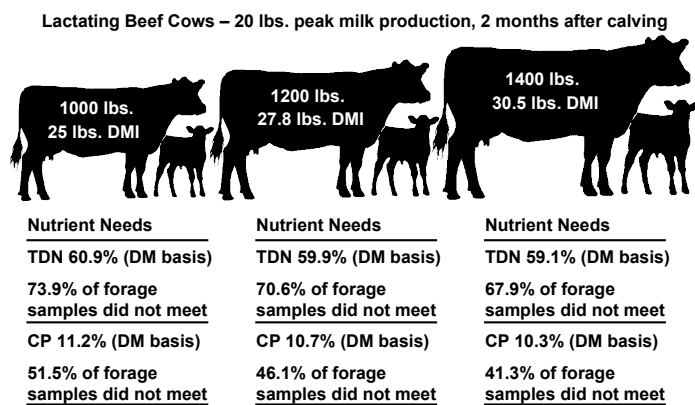 Lactating Beef Cows – 20 lbs. peak milk production, 2 months after calving
1000 lbs.
25 lbs. DMI
1200 lbs.
27.8 lbs. DMI
1400 lbs.
30.5 lbs. DMI
Nutrient Needs
TDN 60.9% (DM basis)
73.9% of forage
samples did not meet
CP 11.2% (DM basis)
51.5% of forage
samples did not meet
Nutrient Needs
TDN 59.9% (DM basis)
70.6% of forage
samples did not meet
CP 10.7% (DM basis)
46.1% of forage
samples did not meet
Nutrient Needs
TDN 59.1% (DM basis)
67.9% of forage
samples did not meet
CP 10.3% (DM basis)
41.3% of forage
samples did not meet